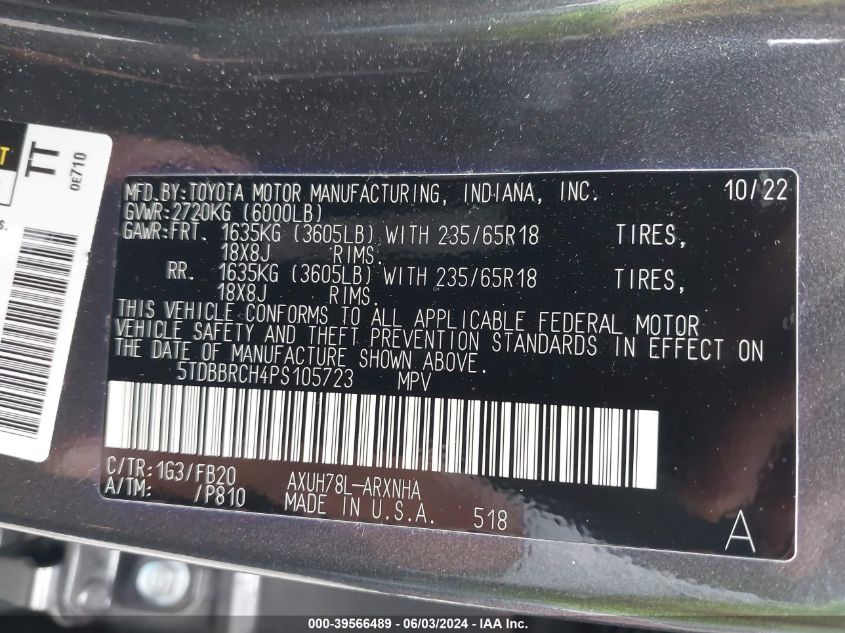 T
TT
0E710
s.
MFD.BY:TOYOTA MOTOR MANUFACTURING, INDIANA, INC. 10/22
GVWR:2720KG (6000LB)
GAWR:FRT. 1635KG (3605LB) WITH 235/65R18 TIRES,
18X8J RIMS.
RR. 1635KG (3605LB) WITH 235/65R18 TIRES,
18X8J RIMS.
THIS VEHICLE CONFORMS TO ALL APPLICABLE FEDERAL MOTOR
VEHICLE SAFETY AND THEFT PREVENTION STANDARDS IN EFFECT ON
THE DATE OF MANUFACTURE SHOWN ABOVE.
5TDBBRCH4PS105723 MPV
C/TR:1G3/FB20 AXUH78L-ARXNHA
A/TM: /P810 MADE IN U.S.A. 518
A
000-39566489 - 06/03/2024 - IAA Inc.